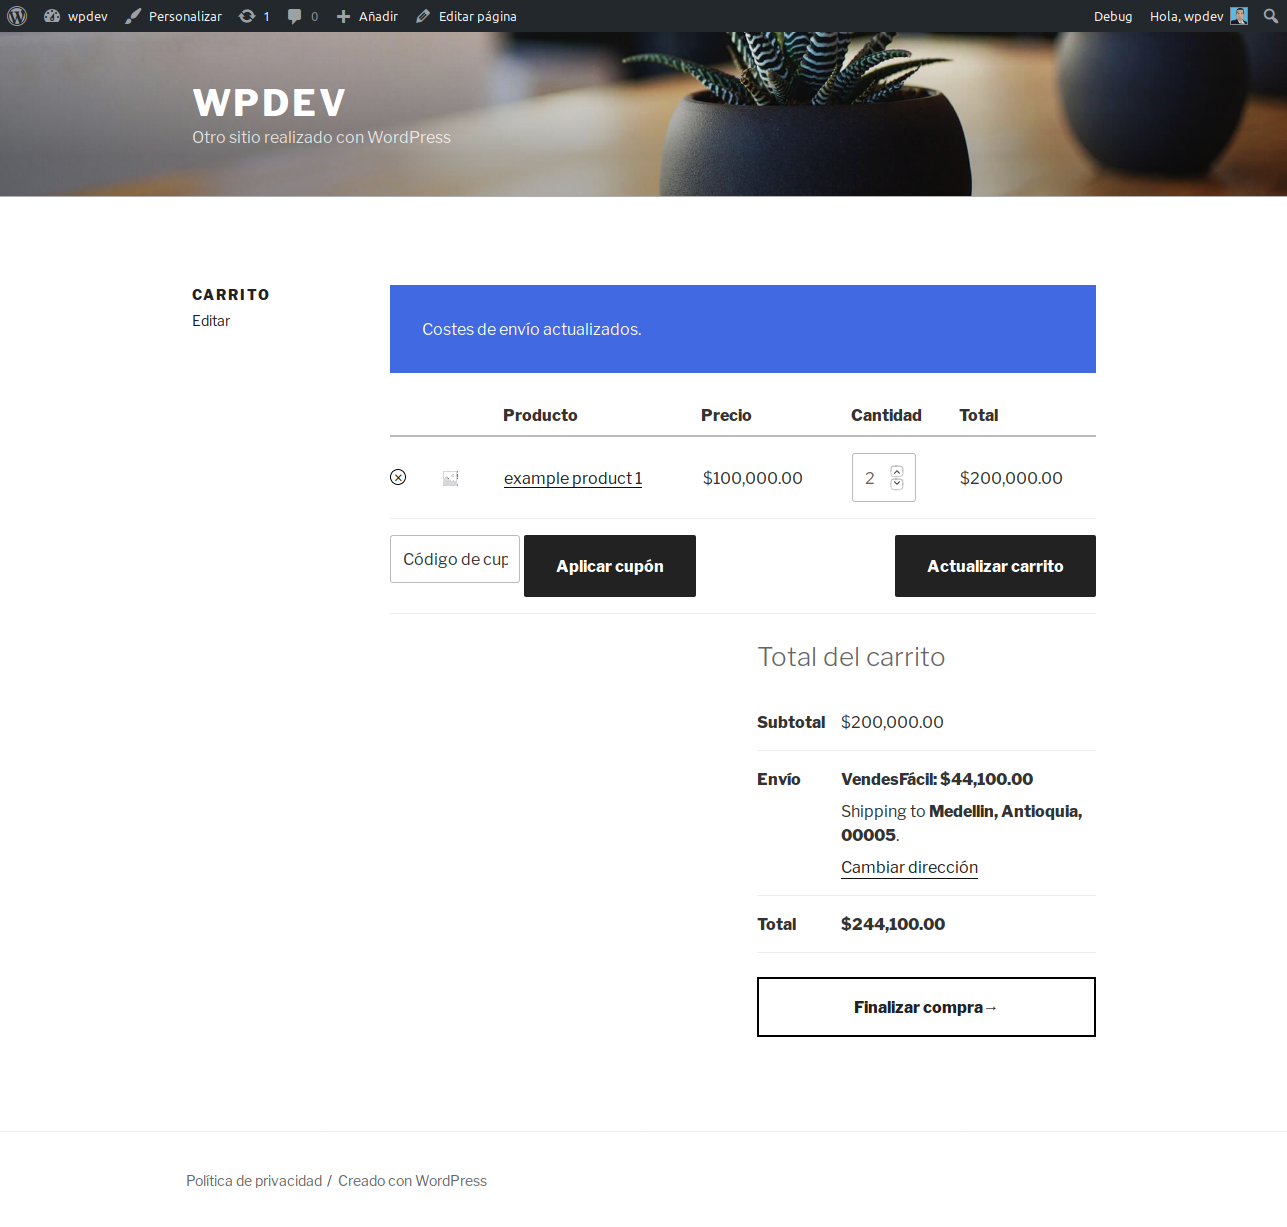 wpdev Personalizar 1 0 Añadir Editar página Debug Hola, wpdev
WPDEV
Otro sitio realizado con WordPress
CARRITO
Editar
Costes de envío actualizados.
Producto Precio Cantidad Total
example product 1 $100,000.00 2 $200,000.00
Código de cup Aplicar cupón Actualizar carrito
Total del carrito
Subtotal $200,000.00
Envío VendesFácil: $44,100.00
Shipping to Medellin, Antioquia,
00005.
Cambiar dirección
Total $244,100.00
Finalizar compra→
Política de privacidad / Creado con WordPress